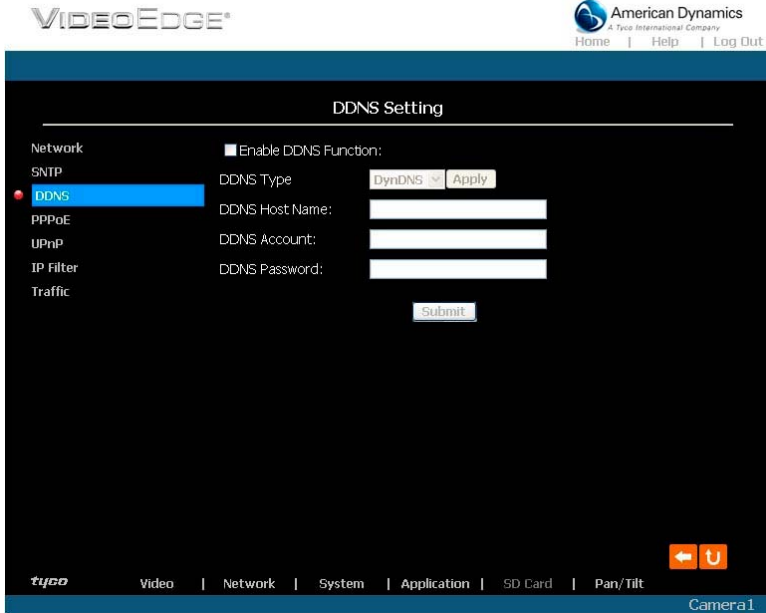 VIDEOEDGE®
American Dynamics
A Tyco International Company
Home | Help | Log Out
DDNS Setting
Network
SNTP
DDNS
PPPoE
UPnP
IP Filter
Traffic
Enable DDNS Function:
DDNS Type DynDNS Apply
DDNS Host Name:
DDNS Account:
DDNS Password:
Submit
tyco Video | Network | System | Application | SD Card | Pan/Tilt
Camera1